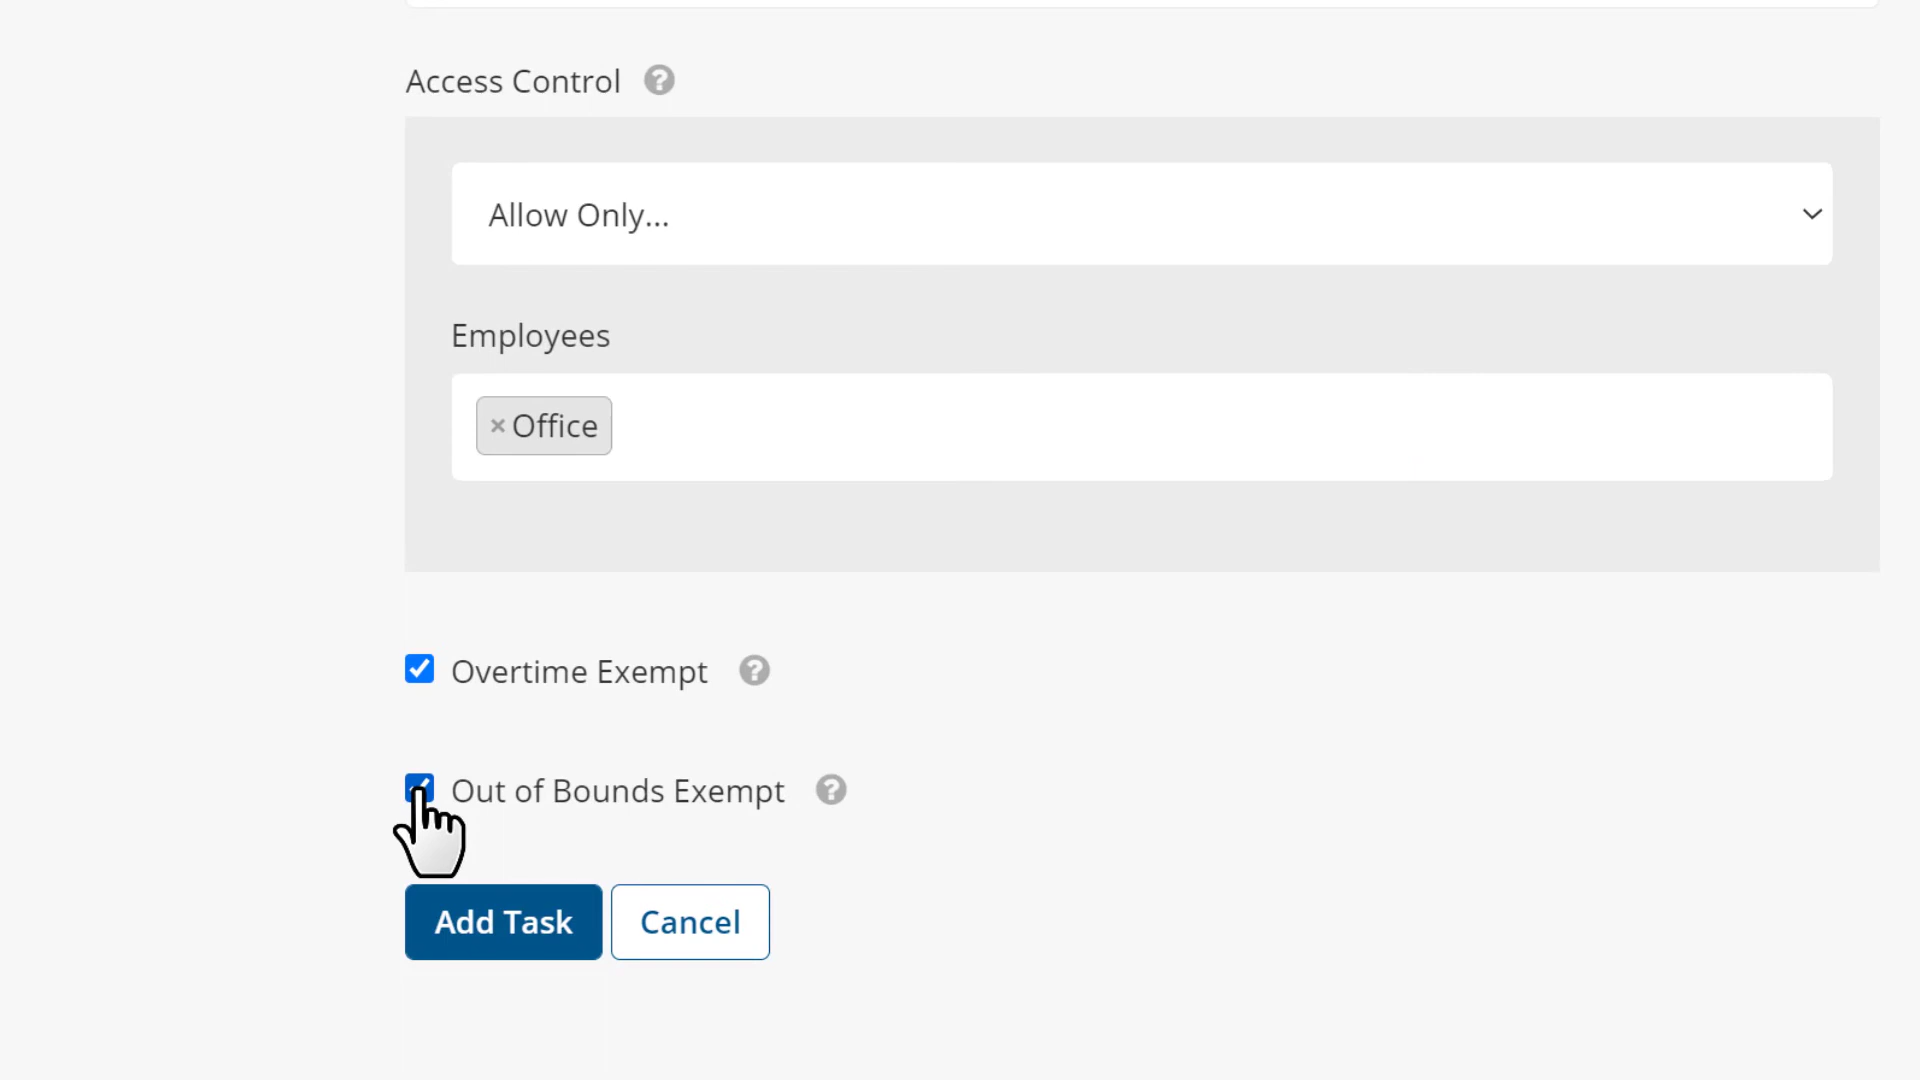 Access Control ?
Allow Only...
Employees
× Office
Overtime Exempt ?
Out of Bounds Exempt ?
Add Task Cancel